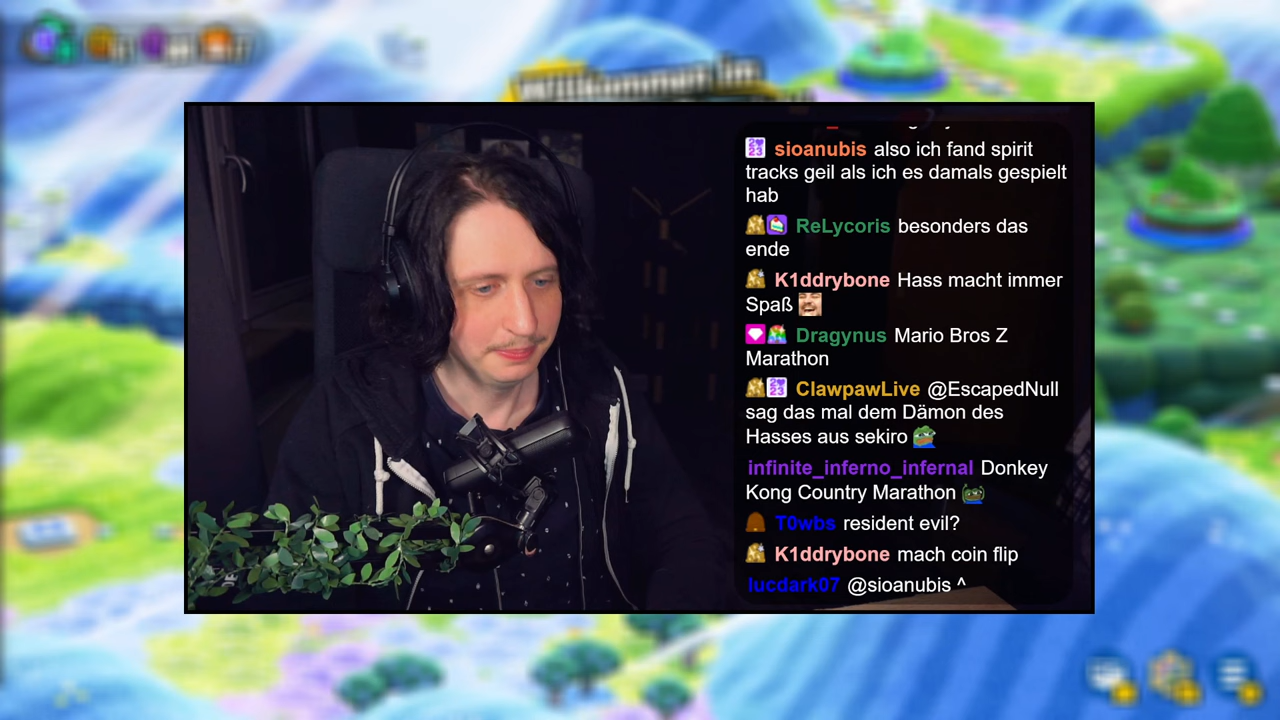 Willkommen im
sioanubis also ich fand spirit
tracks geil als ich es damals gespielt
hab
ReLycoris besonders das
ende
K1ddrybone Hass macht immer
Spaß
Dragynus Mario Bros Z
Marathon
ClawpawLive @EscapedNull
sag das mal dem Dämon des
Hasses aus sekiro
infinite_inferno_infernal Donkey
Kong Country Marathon
T0wbs resident evil?
K1ddrybone mach coin flip
lucdark07 @sioanubis ^